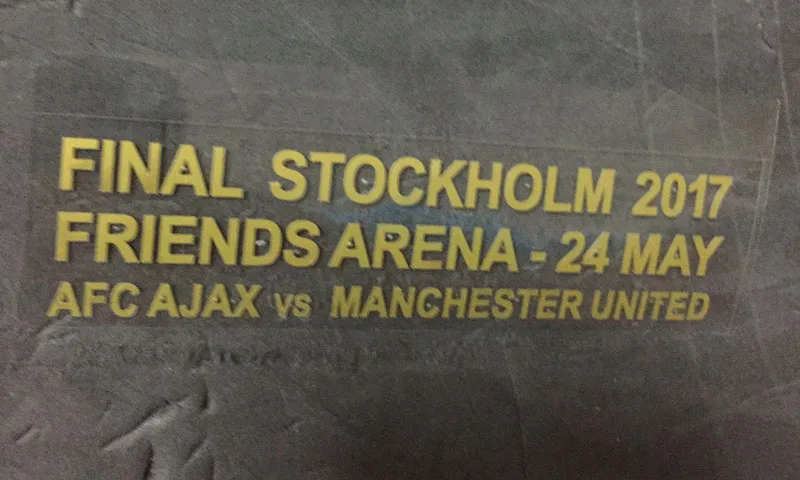 FINAL STOCKHOLM 2017
FRIENDS ARENA - 24 MAY
AFC AJAX VS MANCHESTER UNITED